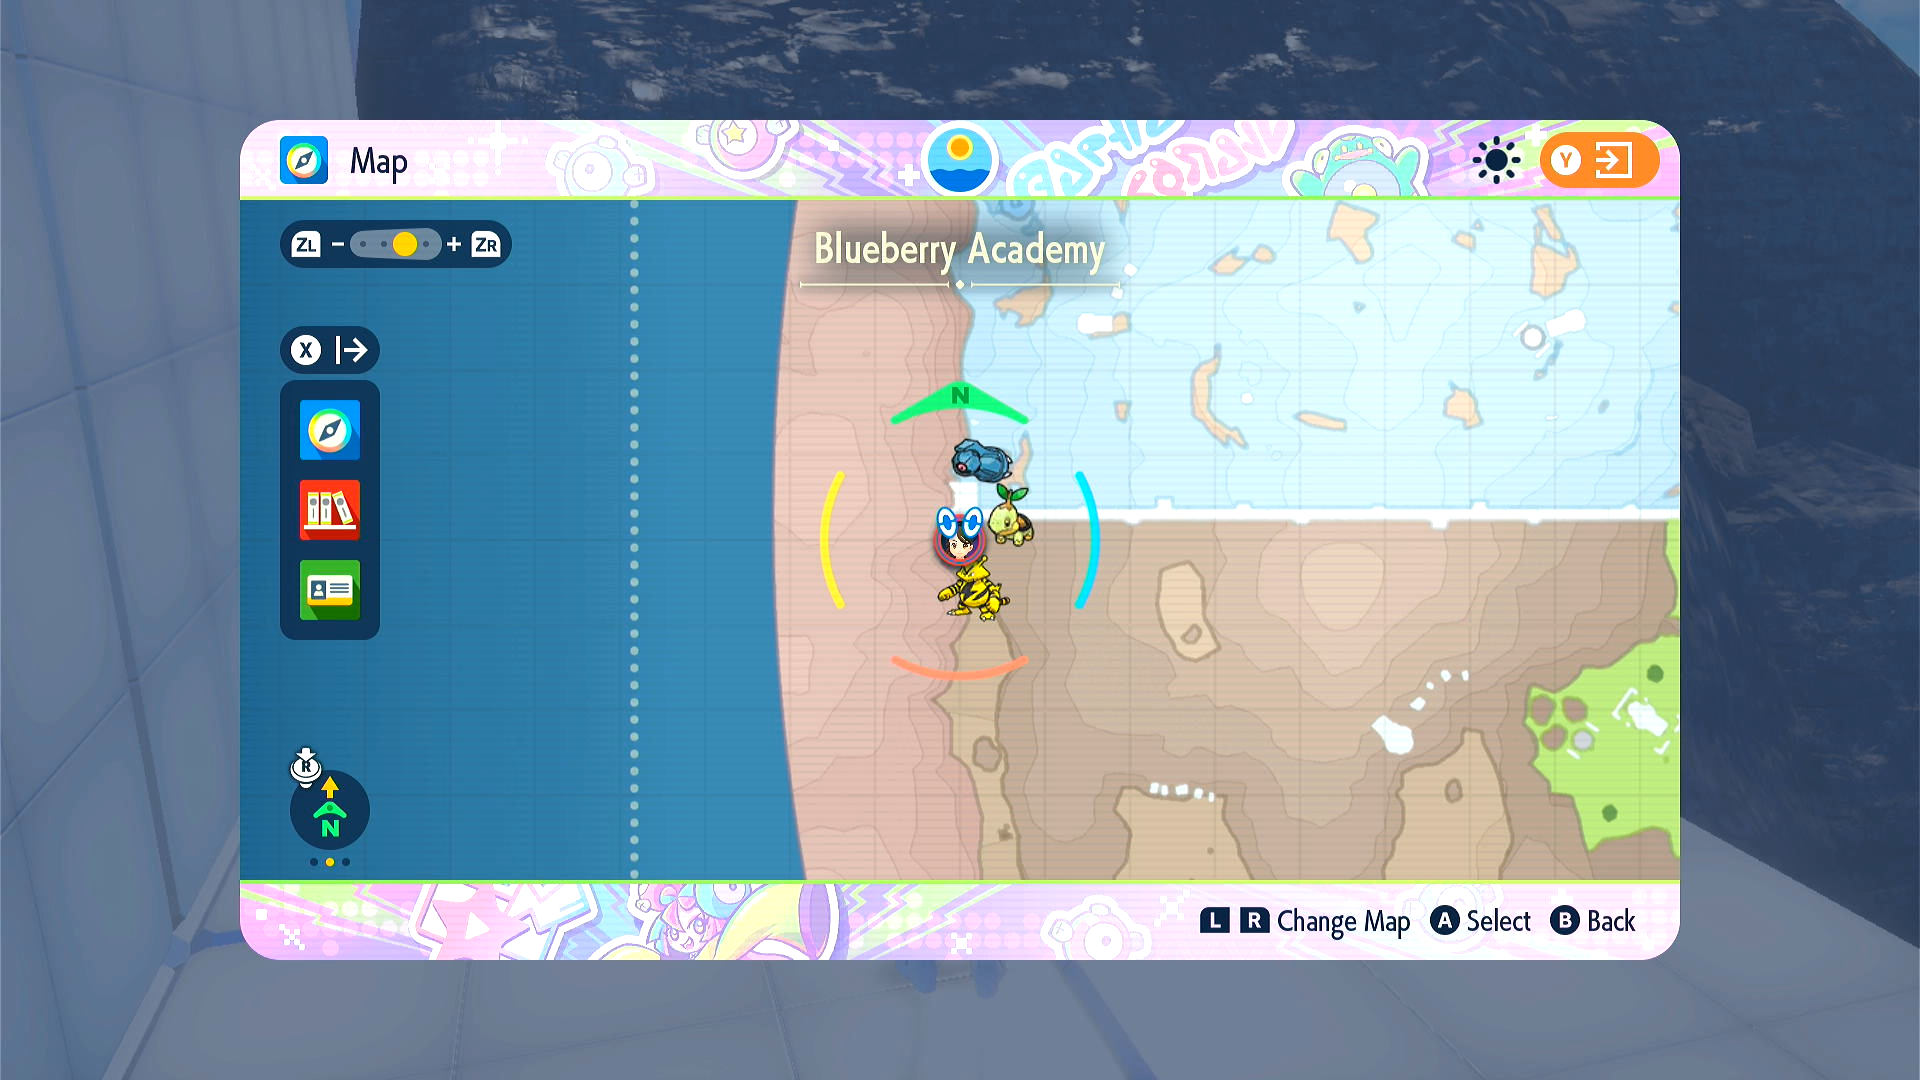 Map
Y
ZL - + ZR
Blueberry Academy
X
N
R
N
L R Change Map A Select B Back